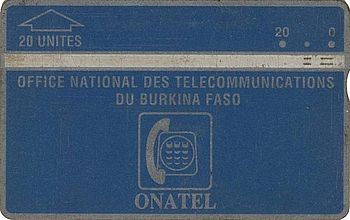 20 UNITES
20 0
OFFICE NATIONAL DES TELECOMMUNICATIONS
DU BURKINA FASO
ONATEL